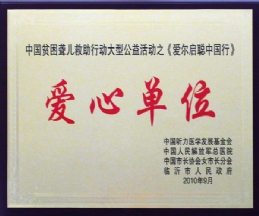 中国贫困聋儿救助行动大型公益活动之《爱尔启聪中国行》
爱心单位
中国听力医学发展基金会
中国人民解放军总医院
中国市长协会女市长分会
临沂市人民政府
2010年9月